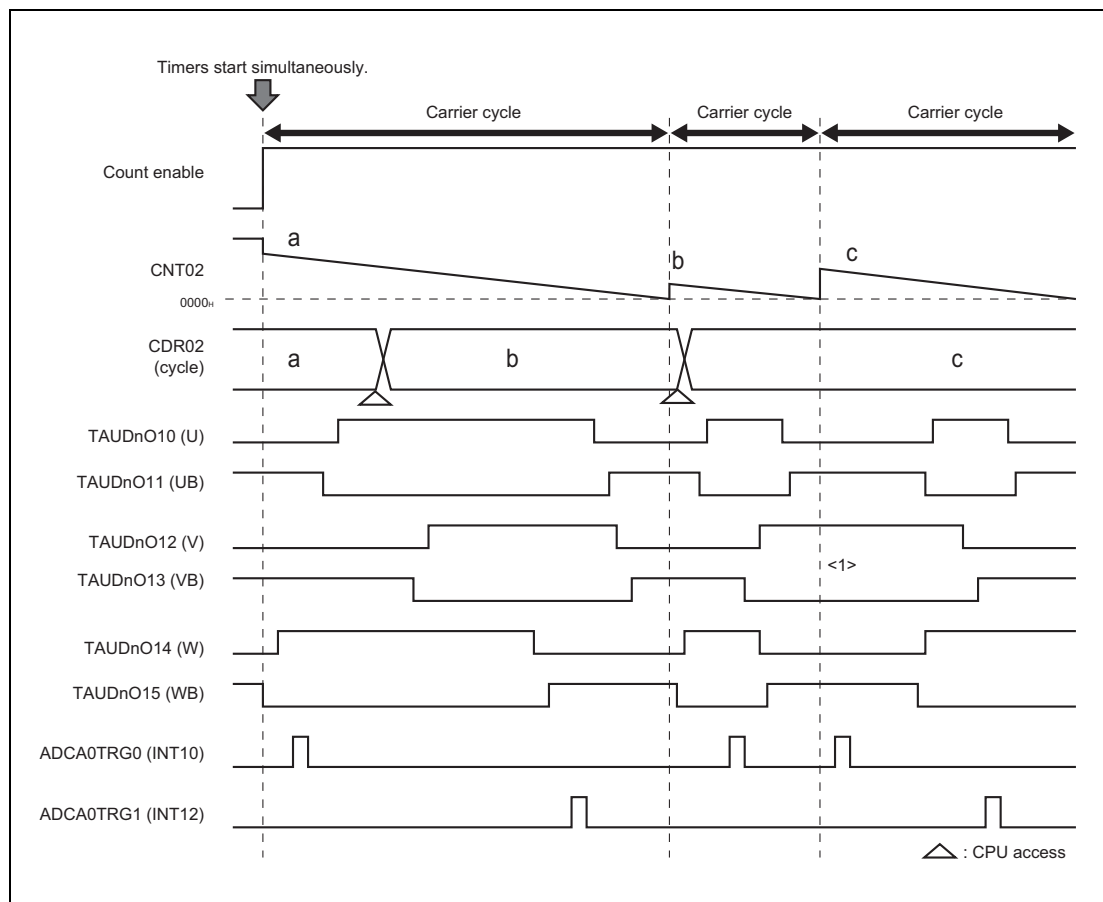 Timers start simultaneously.
Carrier cycle
Carrier cycle
Carrier cycle
Count enable
a
b
c
CNT02
0000H
CDR02
(cycle)
a
b
c
TAUDnO10 (U)
TAUDnO11 (UB)
TAUDnO12 (V)
<1>
TAUDnO13 (VB)
TAUDnO14 (W)
TAUDnO15 (WB)
ADCA0TRG0 (INT10)
ADCA0TRG1 (INT12)
: CPU access